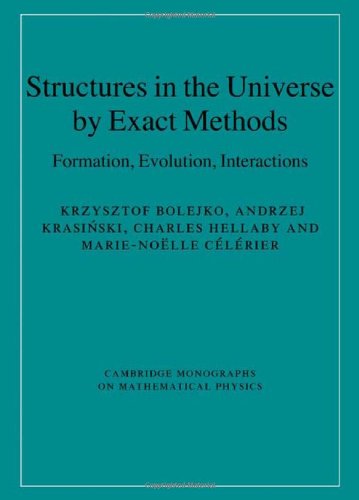 Structures in the Universe
by Exact Methods
Formation, Evolution, Interactions
KRZYSZTOF BOLEJKO, ANDRZEJ
KRASIŃSKI, CHARLES HELLABY AND
MARIE-NOËLLE CÉLÉRIER
CAMBRIDGE MONOGRAPHS
ON MATHEMATICAL PHYSICS